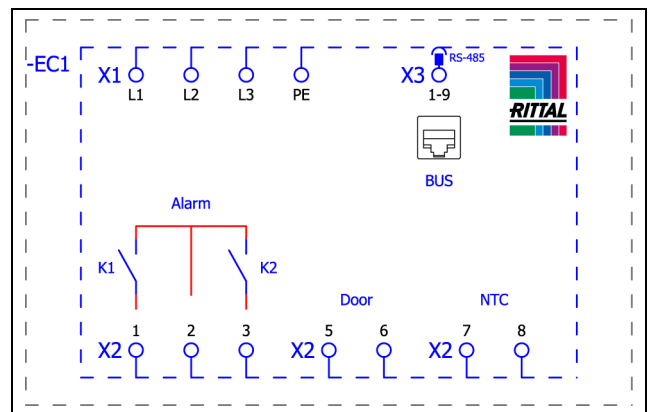 -EC1
X1 L1 L2 L3 PE
X3 1-9 RS-485
RITTAL
BUS
Alarm
K1 K2
Door NTC
X2 1 2 3 X2 5 6 X2 7 8